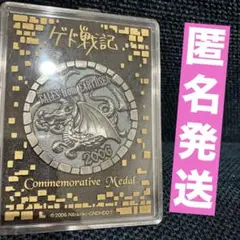 ゲド戦記
TALES from EARTHSEA
2006
Commemorative Medal
匿名発送